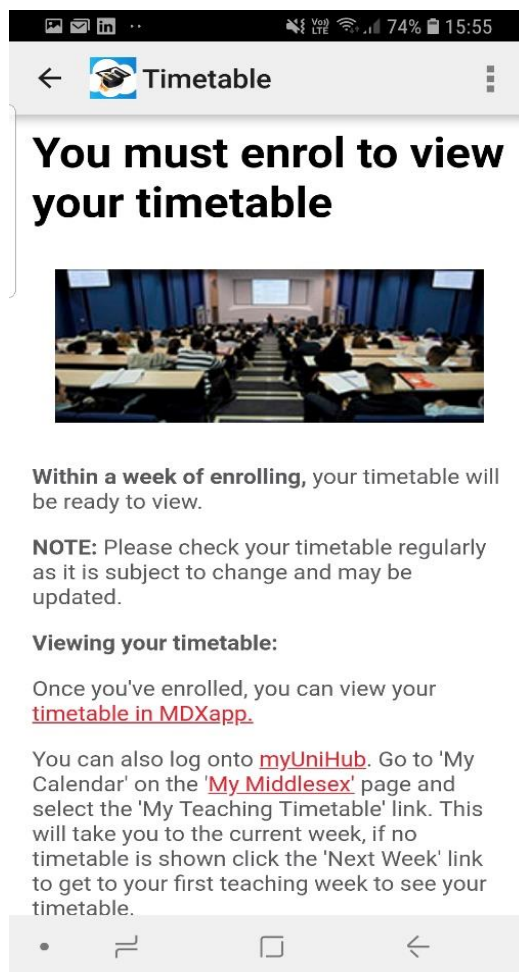 in
Vo))
LTE
74%
15:55
Timetable
You must enrol to view
your timetable
Within a week of enrolling, your timetable will
be ready to view.
NOTE: Please check your timetable regularly
as it is subject to change and may be
updated.
Viewing your timetable:
Once you've enrolled, you can view your
timetable in MDXapp.
You can also log onto myUniHub. Go to 'My
Calendar' on the 'My Middlesex' page and
select the 'My Teaching Timetable' link. This
will take you to the current week, if no
timetable is shown click the 'Next Week' link
to get to your first teaching week to see your
timetable.